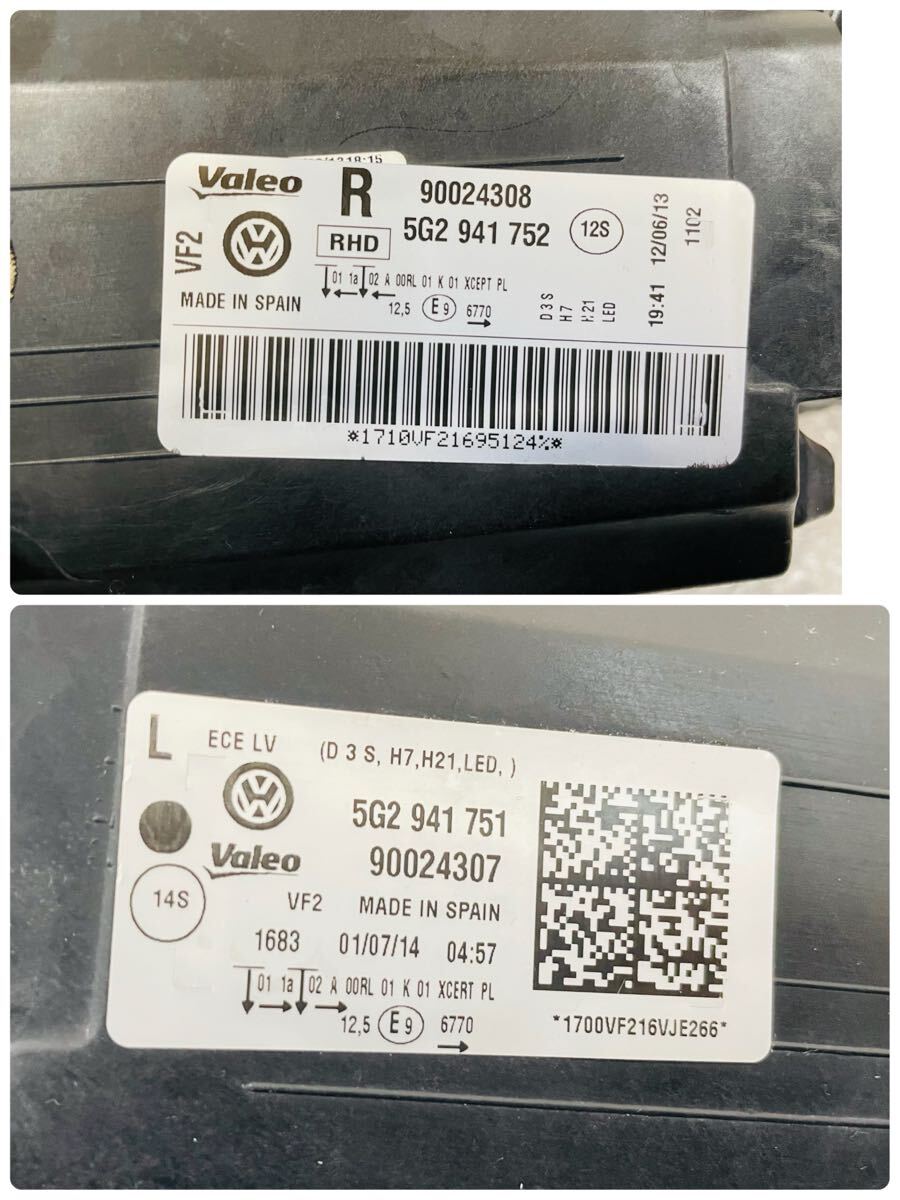 Valeo R 90024308
RHD 5G2 941 752 12S
VF2
MADE IN SPAIN
01 1a 02 A 00RL 01 K 01 XCEPT PL
12,5 E9 6770
D3S
H7
H21
LED
19:41 12/06/13
1102
*1710VF21695124%*
L ECE LV (D 3 S, H7,H21,LED, )
5G2 941 751
Valeo 90024307
14S
VF2 MADE IN SPAIN
1683 01/07/14 04:57
01 1a 02 A 00RL 01 K 01 XCERT PL
12,5 E9 6770
*1700VF216VJE266*